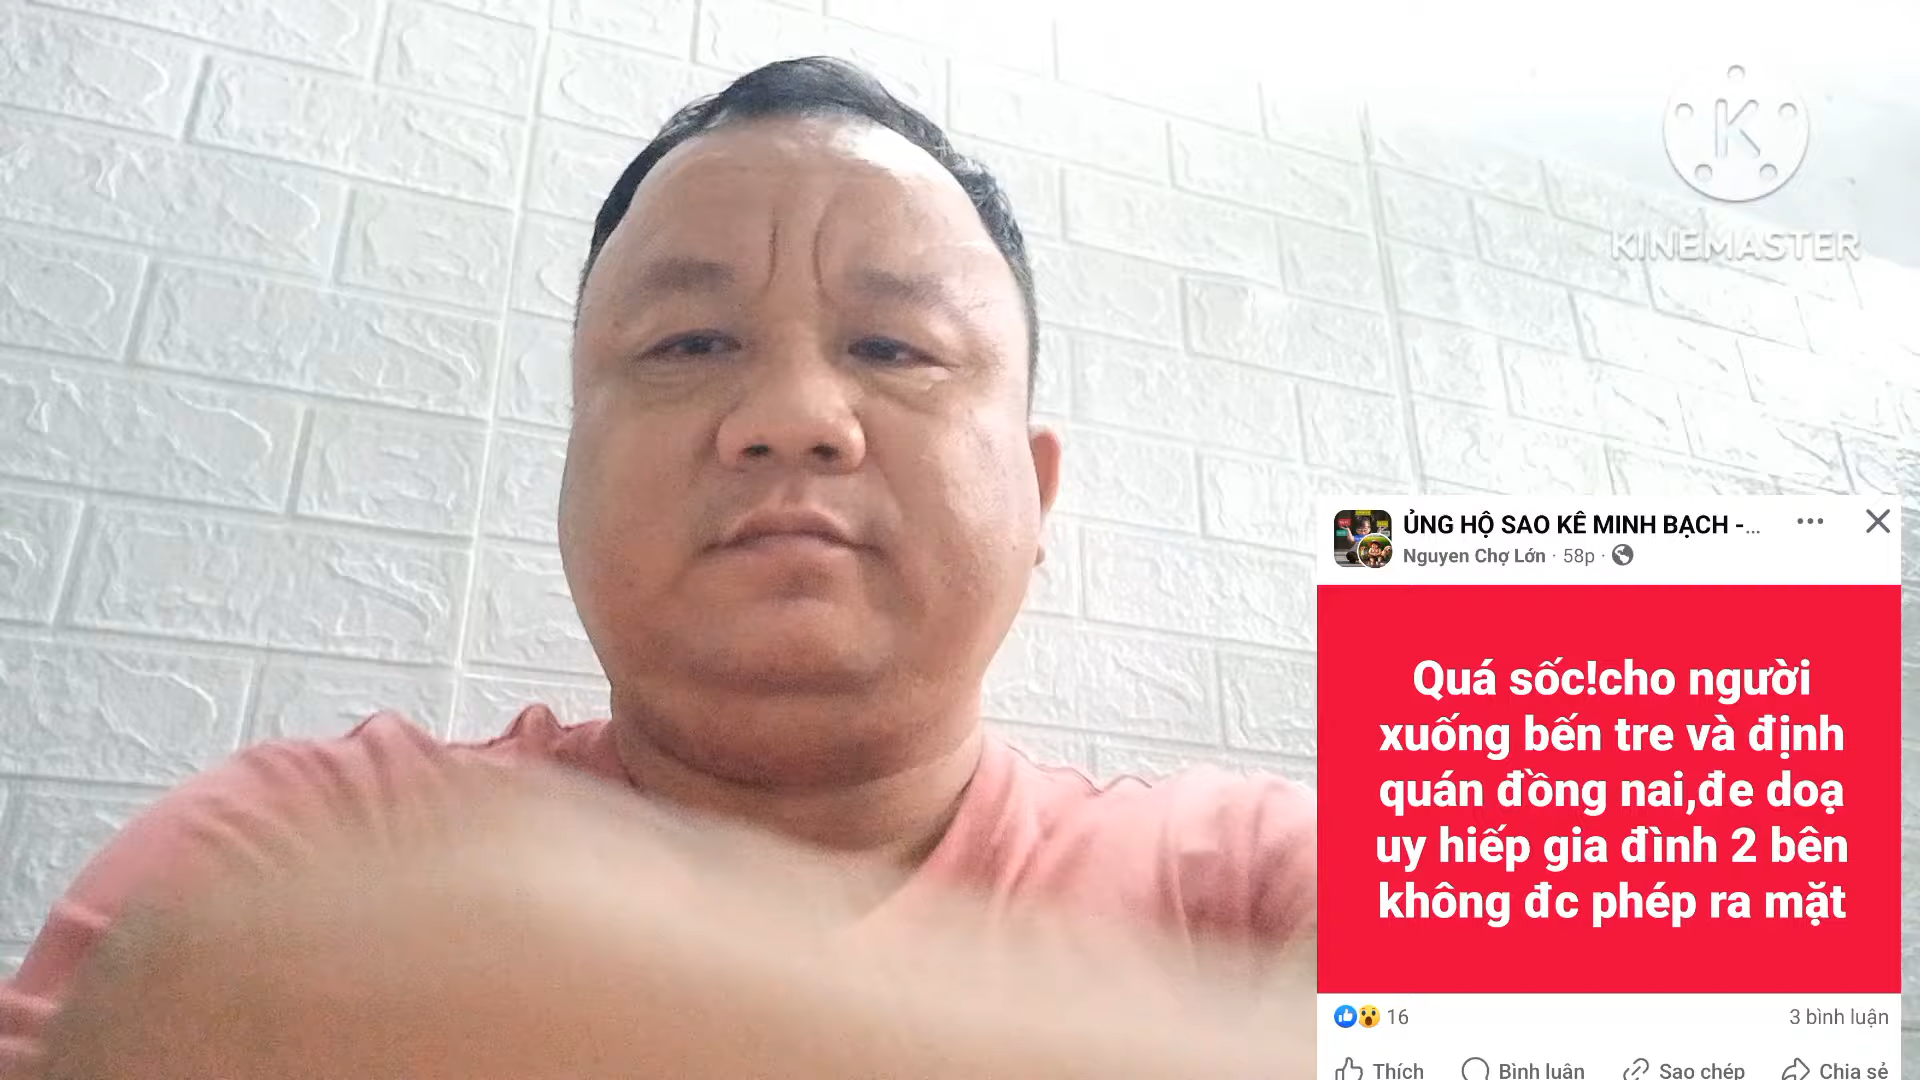 K
KINEMASTER
ỦNG HỘ SAO KÊ MINH BẠCH -...
Nguyen Chợ Lớn · 58p ·
Quá sốc!cho người
xuống bến tre và định
quán đồng nai,đe doạ
uy hiếp gia đình 2 bên
không đc phép ra mặt
16
3 bình luận
Thích
Bình luận
Sao chép
Chia sẻ